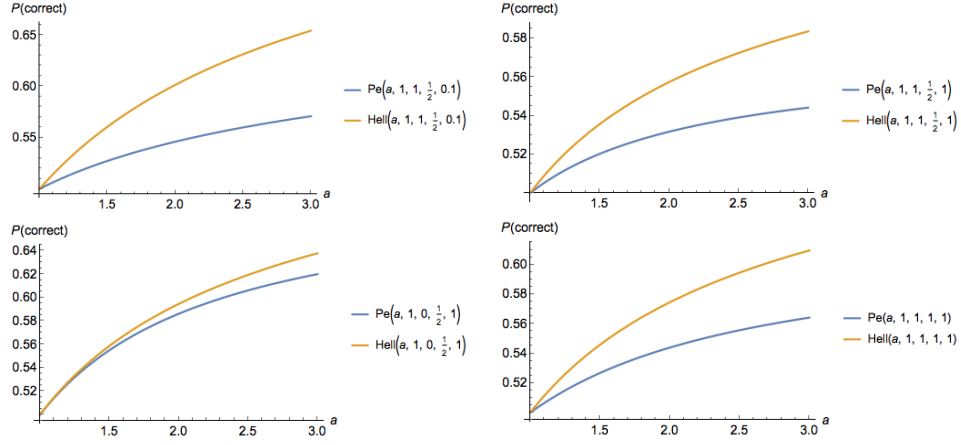 P(correct)
0.65
0.60
0.55
1.5 2.0 2.5 3.0 a
Pe(a, 1, 1, 1/2, 0.1)
Hell(a, 1, 1, 1/2, 0.1)
P(correct)
0.58
0.56
0.54
0.52
1.5 2.0 2.5 3.0 a
Pe(a, 1, 1, 1/2, 1)
Hell(a, 1, 1, 1/2, 1)
P(correct)
0.64
0.62
0.60
0.58
0.56
0.54
0.52
1.5 2.0 2.5 3.0 a
Pe(a, 1, 0, 1/2, 1)
Hell(a, 1, 0, 1/2, 1)
P(correct)
0.60
0.58
0.56
0.54
0.52
1.5 2.0 2.5 3.0 a
Pe(a, 1, 1, 1, 1)
Hell(a, 1, 1, 1, 1)